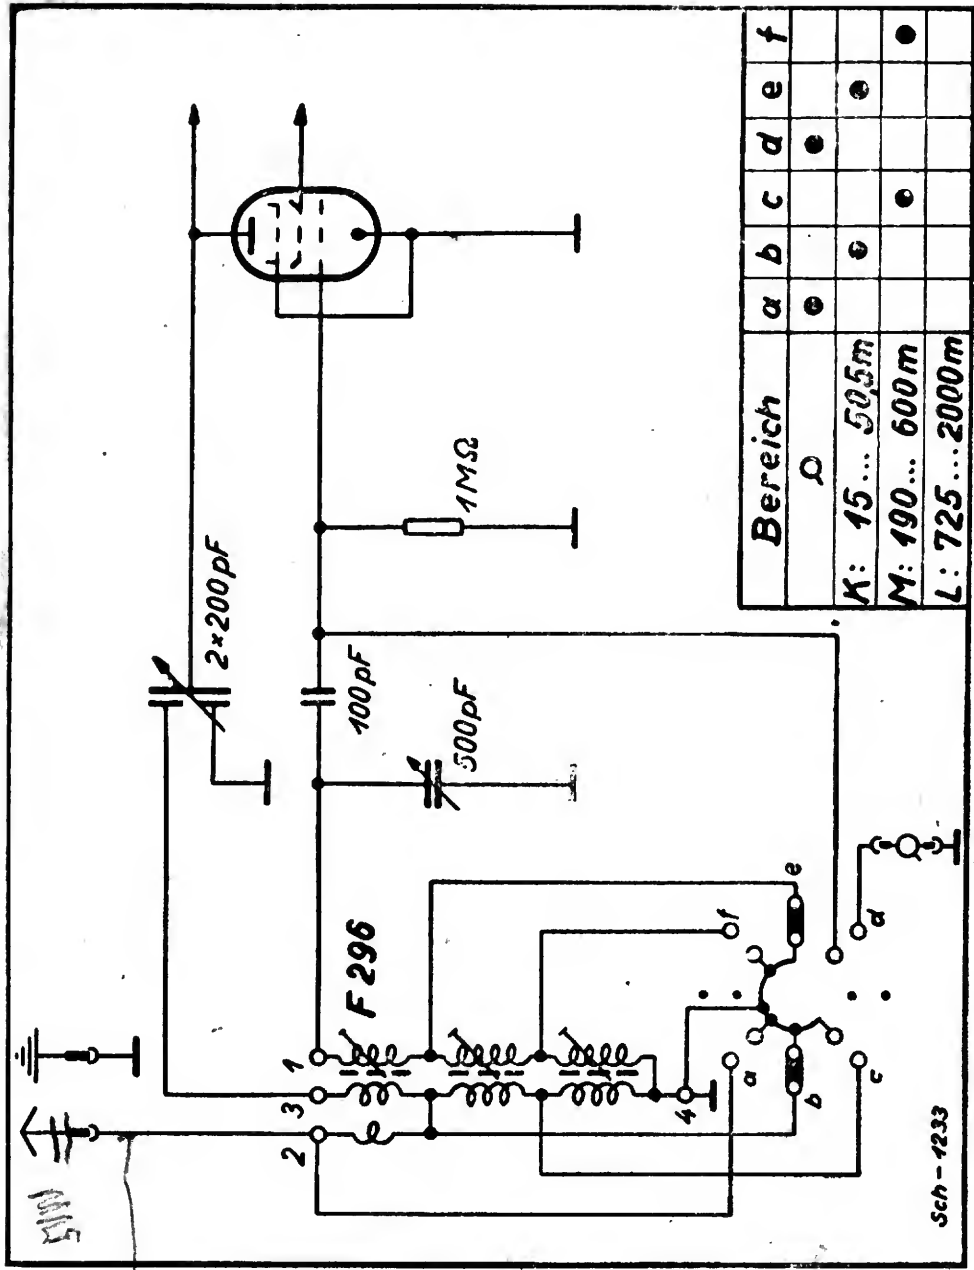 2×200pF
100pF
500pF
1MΩ
F 296
1
3
2
4
a
b
c
d
e
f
Bereich a b c d e f
K: 15... 50,5m
M: 190... 600m
L: 725...2000m
Sch-1233